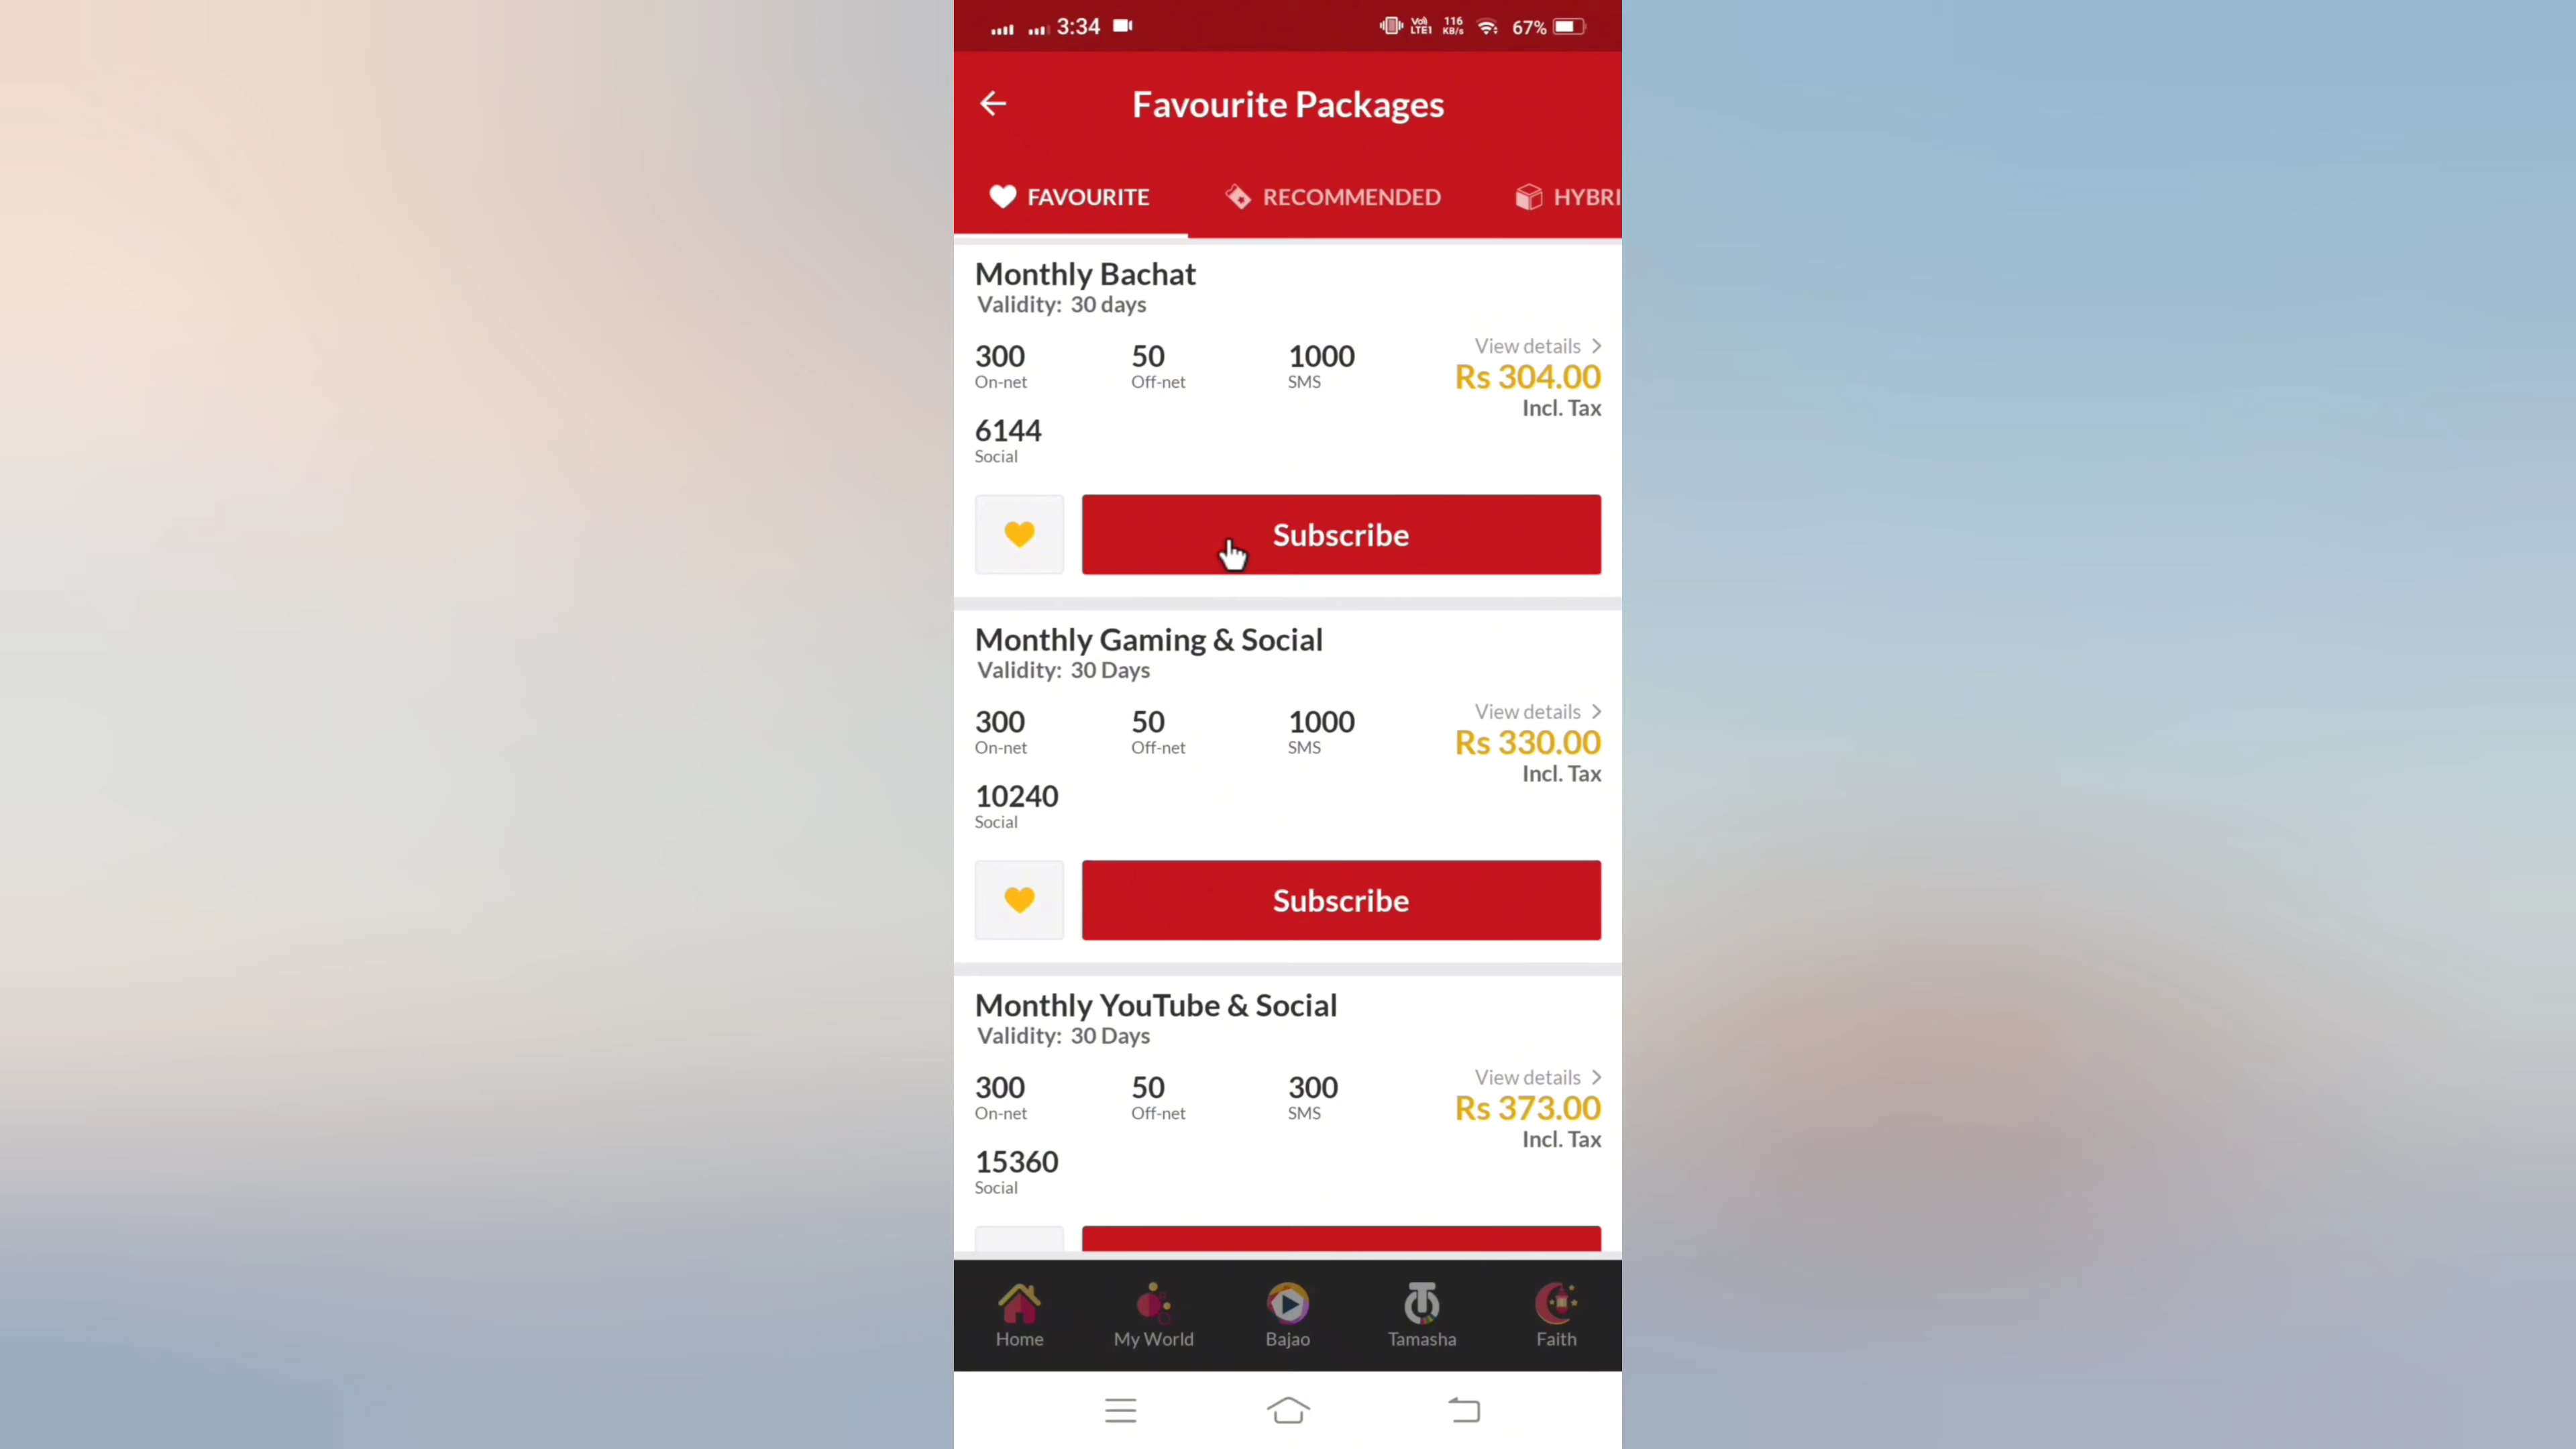 3:34
VoⅡ LTE1 116 KB/s 67%
Favourite Packages
FAVOURITE RECOMMENDED HYBRI
Monthly Bachat
Validity: 30 days
300 50 1000 View details
On-net Off-net SMS Rs 304.00
Incl. Tax
6144
Social
Subscribe
Monthly Gaming & Social
Validity: 30 Days
300 50 1000 View details
On-net Off-net SMS Rs 330.00
Incl. Tax
10240
Social
Subscribe
Monthly YouTube & Social
Validity: 30 Days
300 50 300 View details
On-net Off-net SMS Rs 373.00
Incl. Tax
15360
Social
Home My World Bajao Tamasha Faith